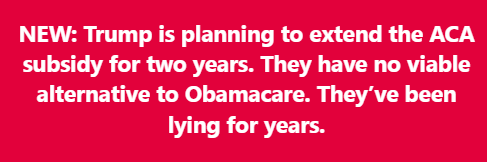 NEW: Trump is planning to extend the ACA
subsidy for two years. They have no viable
alternative to Obamacare. They’ve been
lying for years.